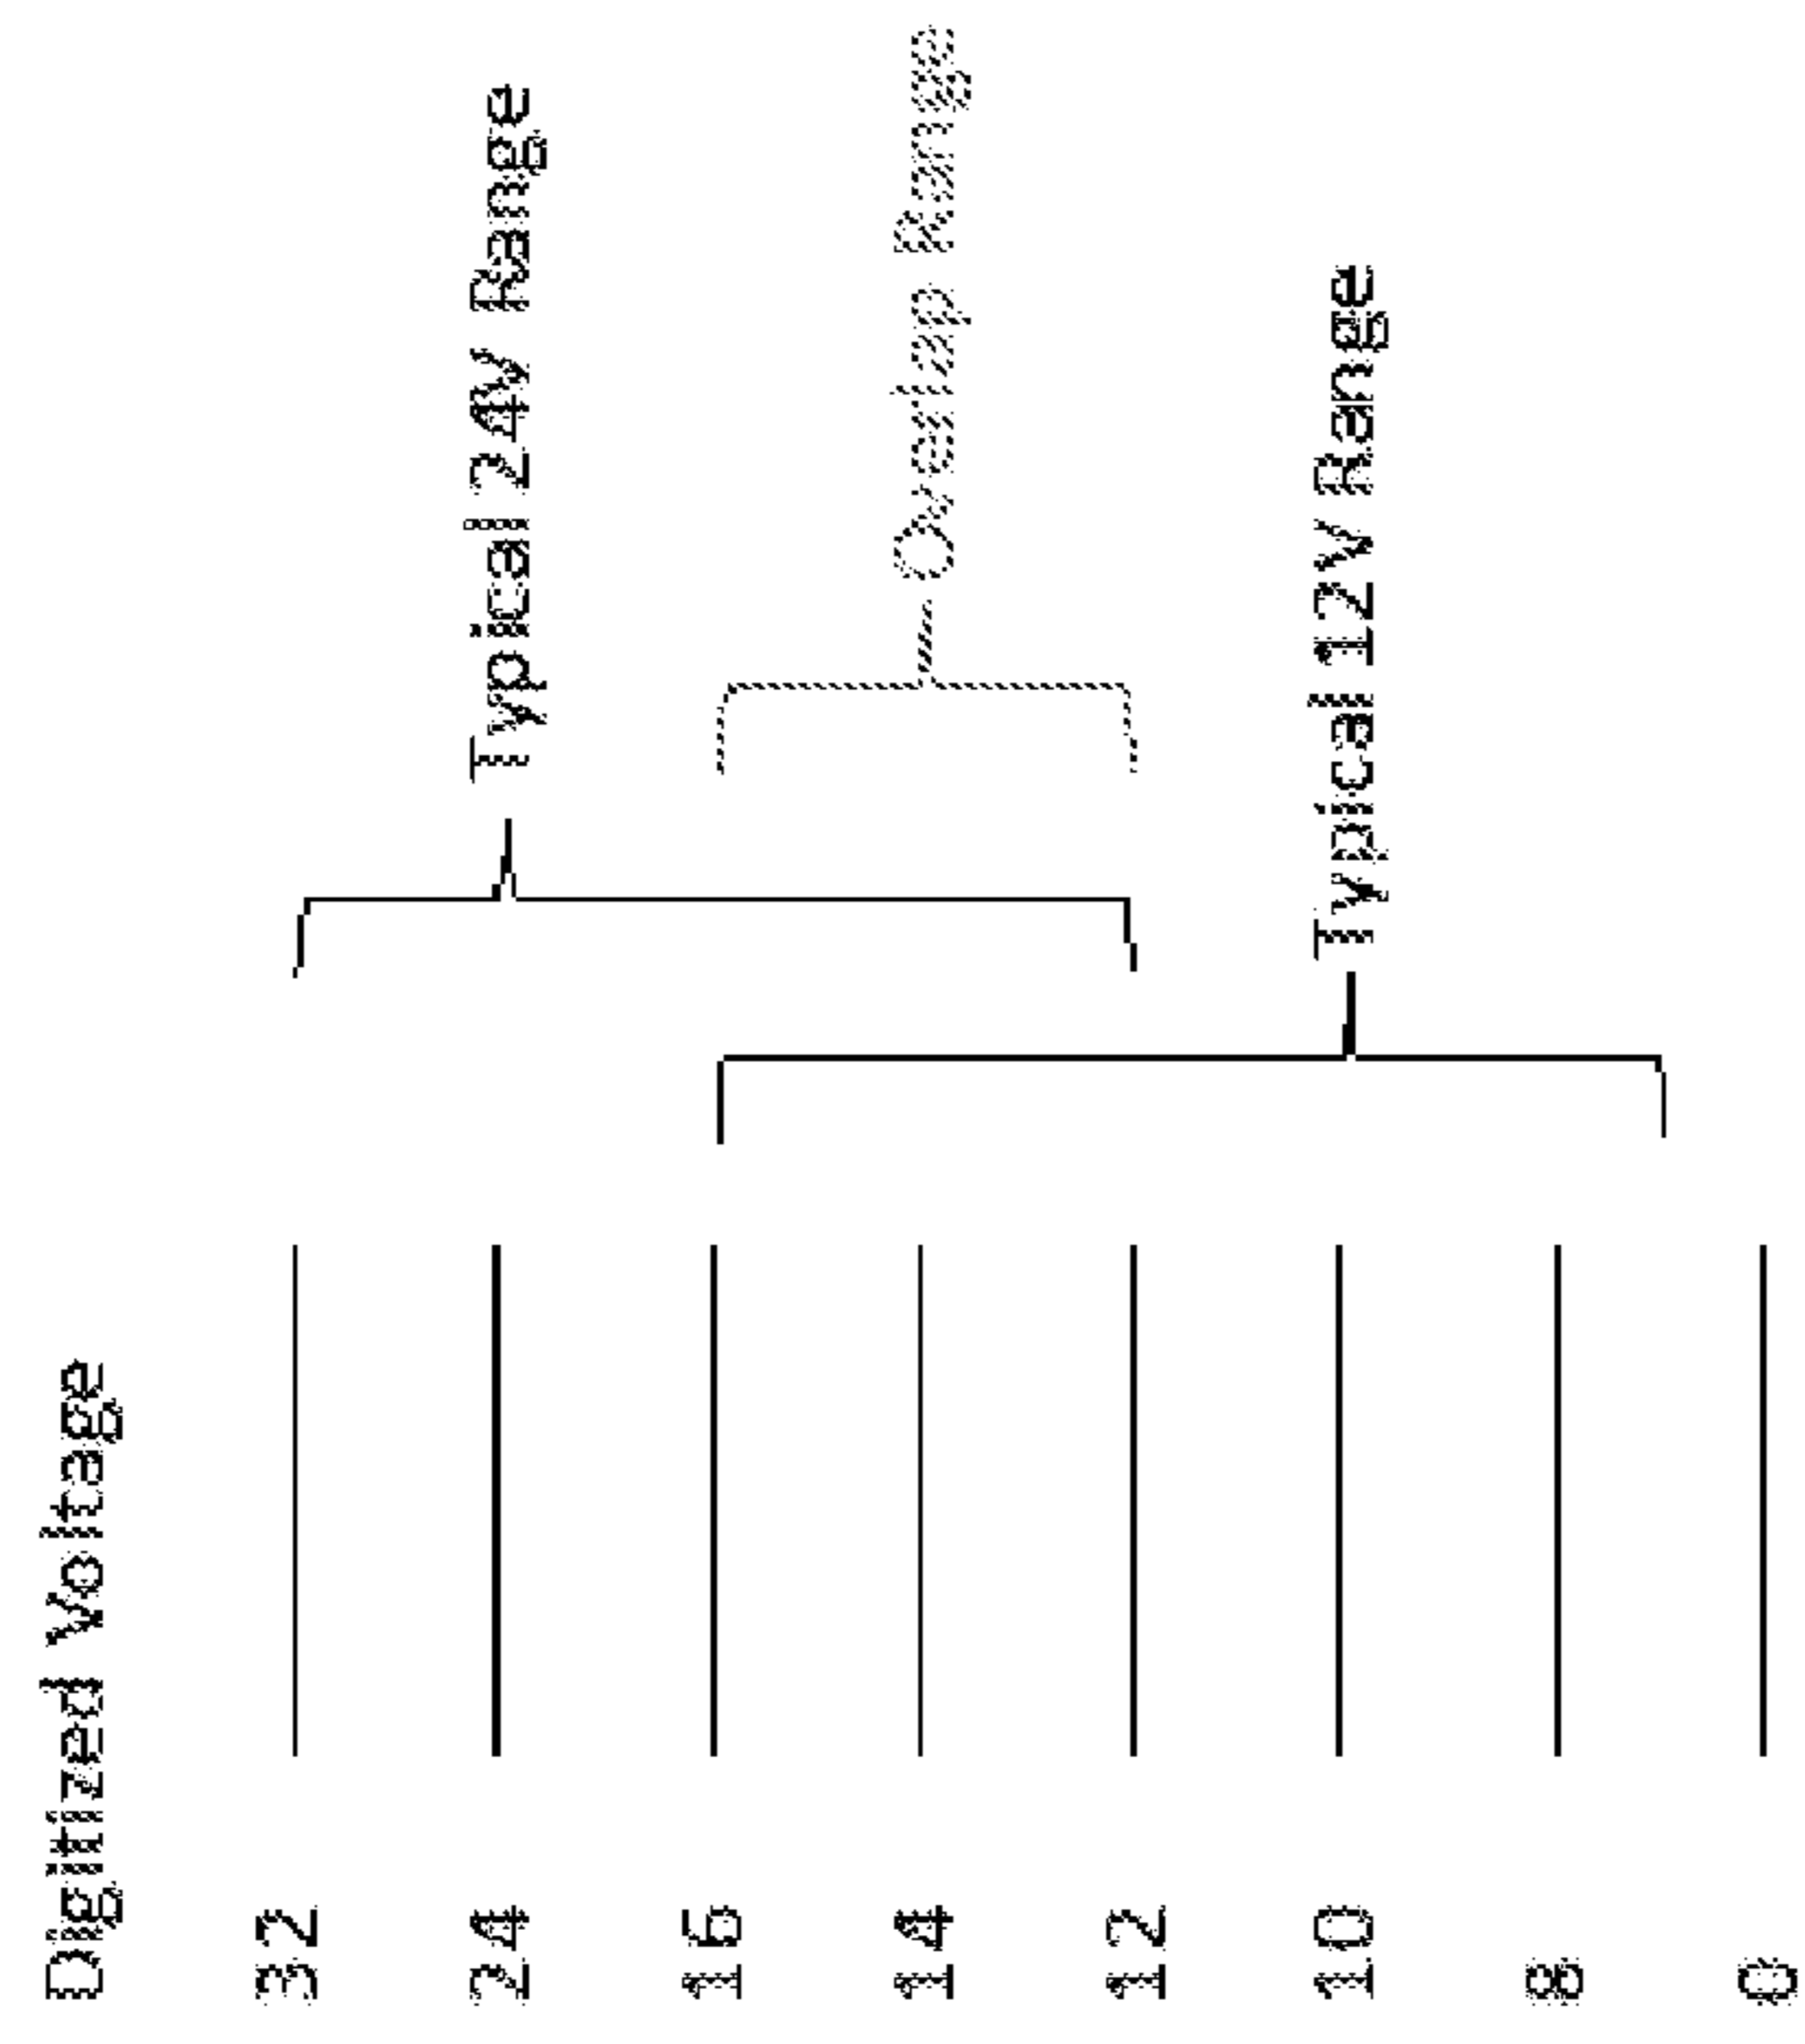 Digitized Voltage
32
24
16
14
12
10
8
0
Typical 24V Range
Overlap Range
Typical 12V Range